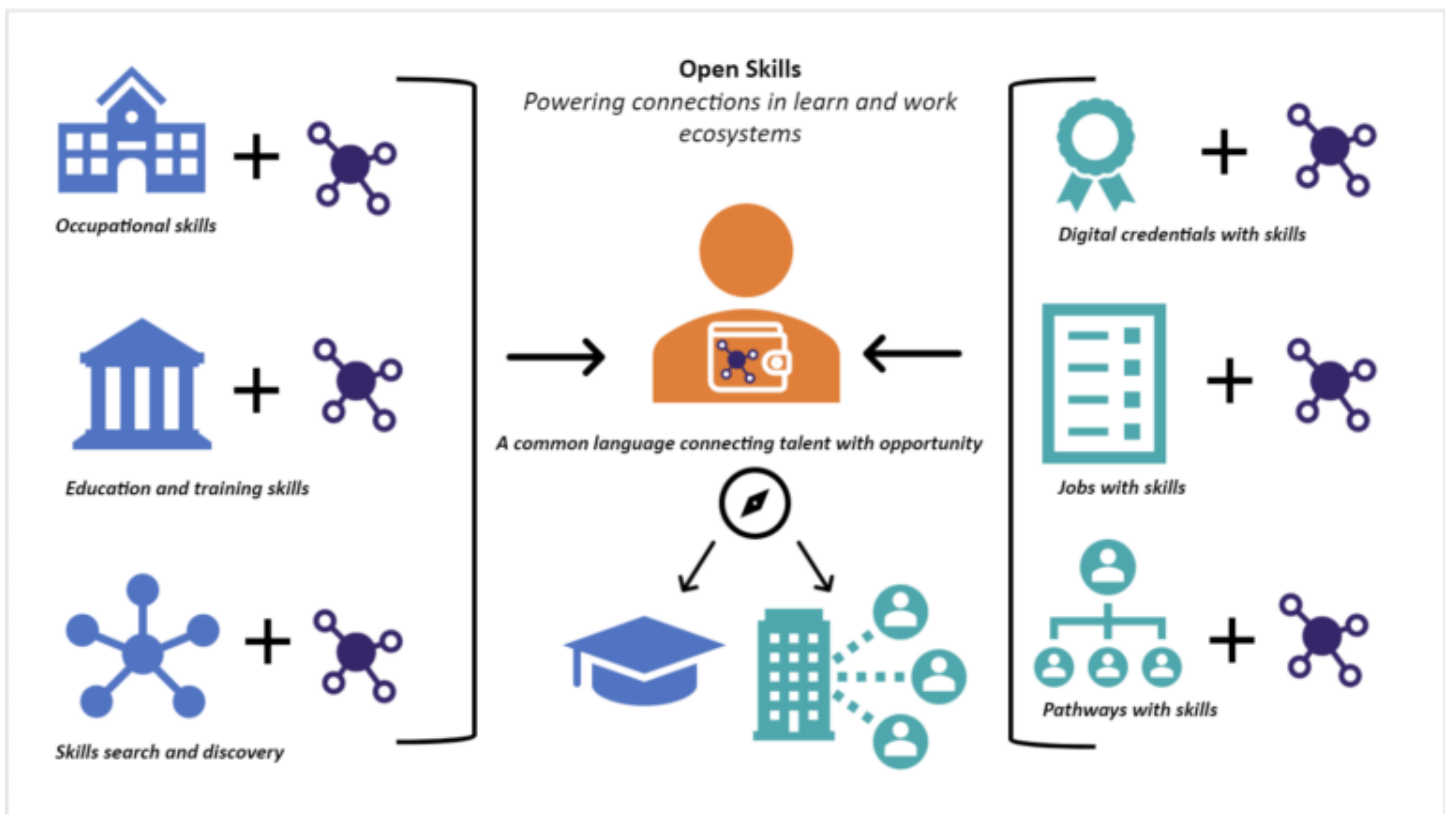 Open Skills
Powering connections in learn and work
ecosystems
Occupational skills
Education and training skills
Skills search and discovery
A common language connecting talent with opportunity
Digital credentials with skills
Jobs with skills
Pathways with skills